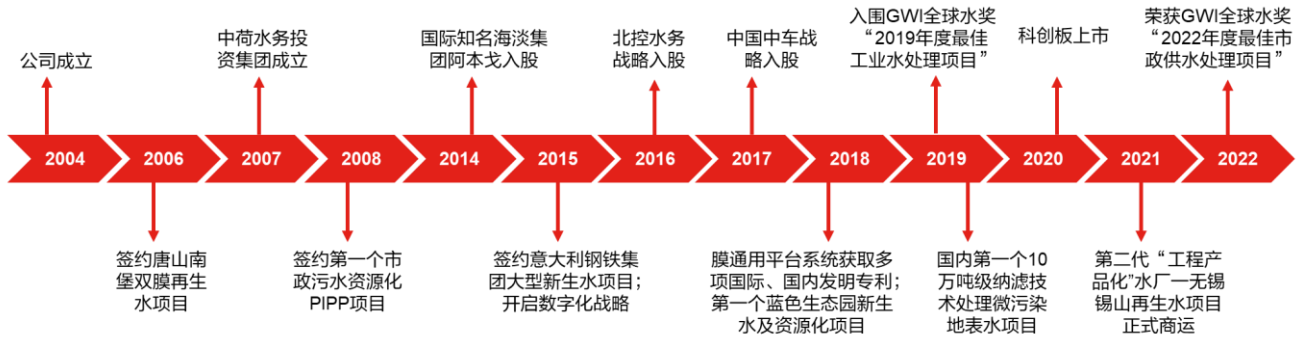 公司成立
中荷水务投
资集团成立
国际知名海淡集
团阿本戈入股
北控水务
战略入股
中国中车战
略入股
入围GWI全球水奖
“2019年度最佳
工业水处理项目”
科创板上市
荣获GWI全球水奖
“2022年度最佳市
政供水处理项目”
2004
2006
2007
2008
2014
2015
2016
2017
2018
2019
2020
2021
2022
签约唐山南
堡双膜再生
水项目
签约第一个市
政污水资源化
PIPP项目
签约意大利钢铁集
团大型新生水项目；
开启数字化战略
膜通用平台系统获取多
项国际、国内发明专利；
第一个蓝色生态园新生
水及资源化项目
国内第一个10
万吨级纳滤技
术处理微污染
地表水项目
第二代“工程产
品化”水厂—无锡
锡山再生水项目
正式商运